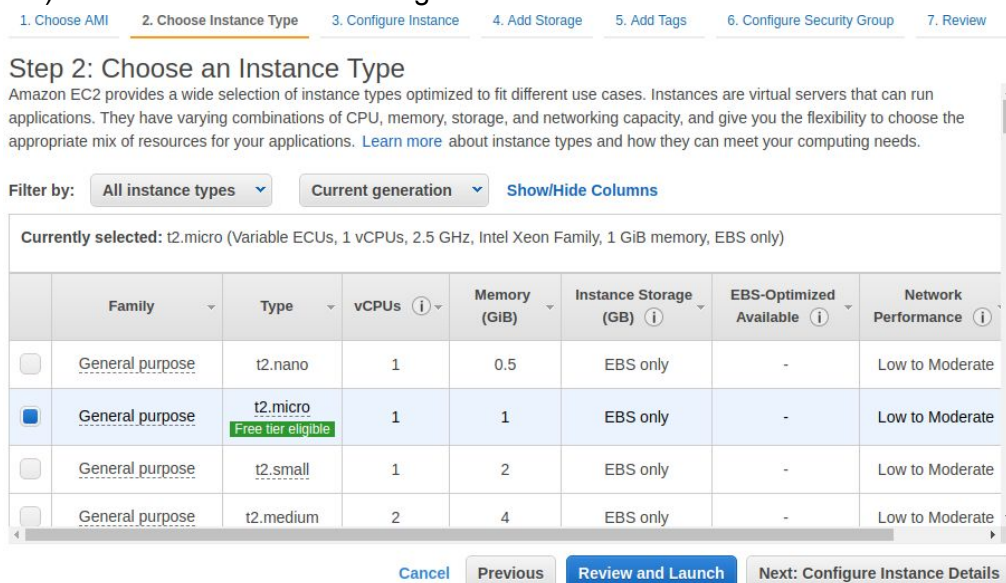 1. Choose AMI 2. Choose Instance Type 3. Configure Instance 4. Add Storage 5. Add Tags 6. Configure Security Group 7. Review
Step 2: Choose an Instance Type
Amazon EC2 provides a wide selection of instance types optimized to fit different use cases. Instances are virtual servers that can run
applications. They have varying combinations of CPU, memory, storage, and networking capacity, and give you the flexibility to choose the
appropriate mix of resources for your applications. Learn more about instance types and how they can meet your computing needs.
Filter by: All instance types Current generation Show/Hide Columns
Currently selected: t2.micro (Variable ECUs, 1 vCPUs, 2.5 GHz, Intel Xeon Family, 1 GiB memory, EBS only)
Family Type vCPUs Memory (GiB) Instance Storage (GB) EBS-Optimized Available Network Performance
General purpose t2.nano 1 0.5 EBS only - Low to Moderate
General purpose t2.micro Free tier eligible 1 1 EBS only - Low to Moderate
General purpose t2.small 1 2 EBS only - Low to Moderate
General purpose t2.medium 2 4 EBS only - Low to Moderate
Cancel Previous Review and Launch Next: Configure Instance Details